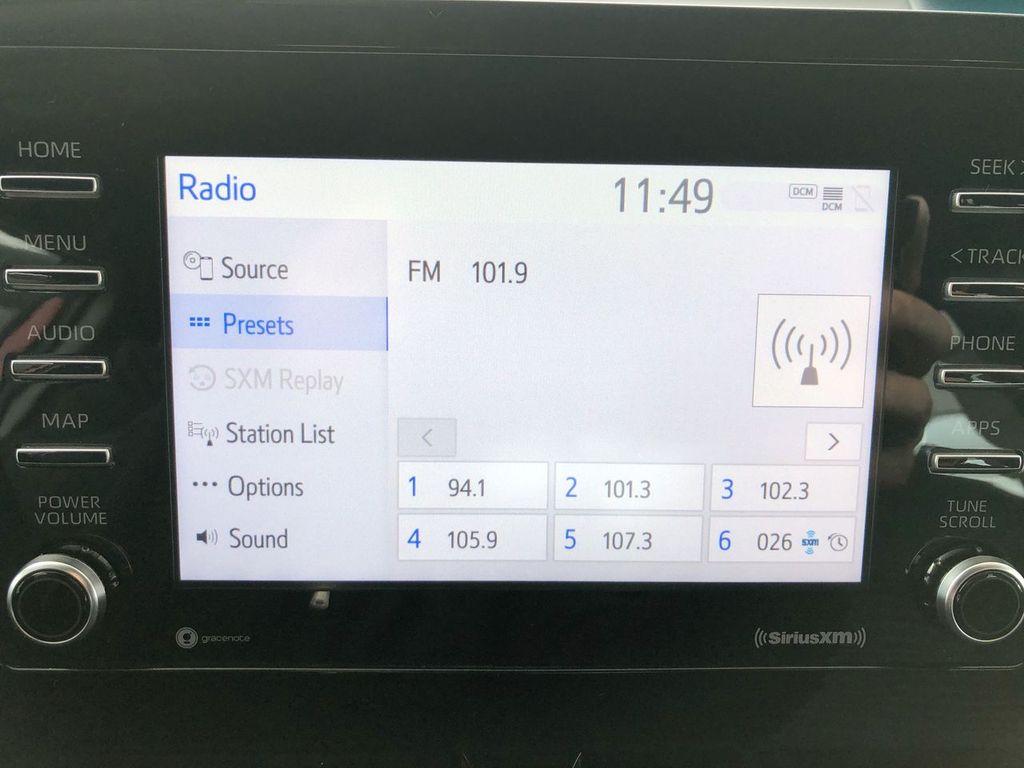 HOME
MENU
AUDIO
MAP
POWER
VOLUME
Radio
11:49
DCM
DCM
Source
Presets
SXM Replay
Station List
Options
Sound
FM 101.9
<
>
1 94.1
2 101.3
3 102.3
4 105.9
5 107.3
6 026 sxm
SEEK >
< TRACK
PHONE
APPS
TUNE
SCROLL
gracenote
((SiriusXM))